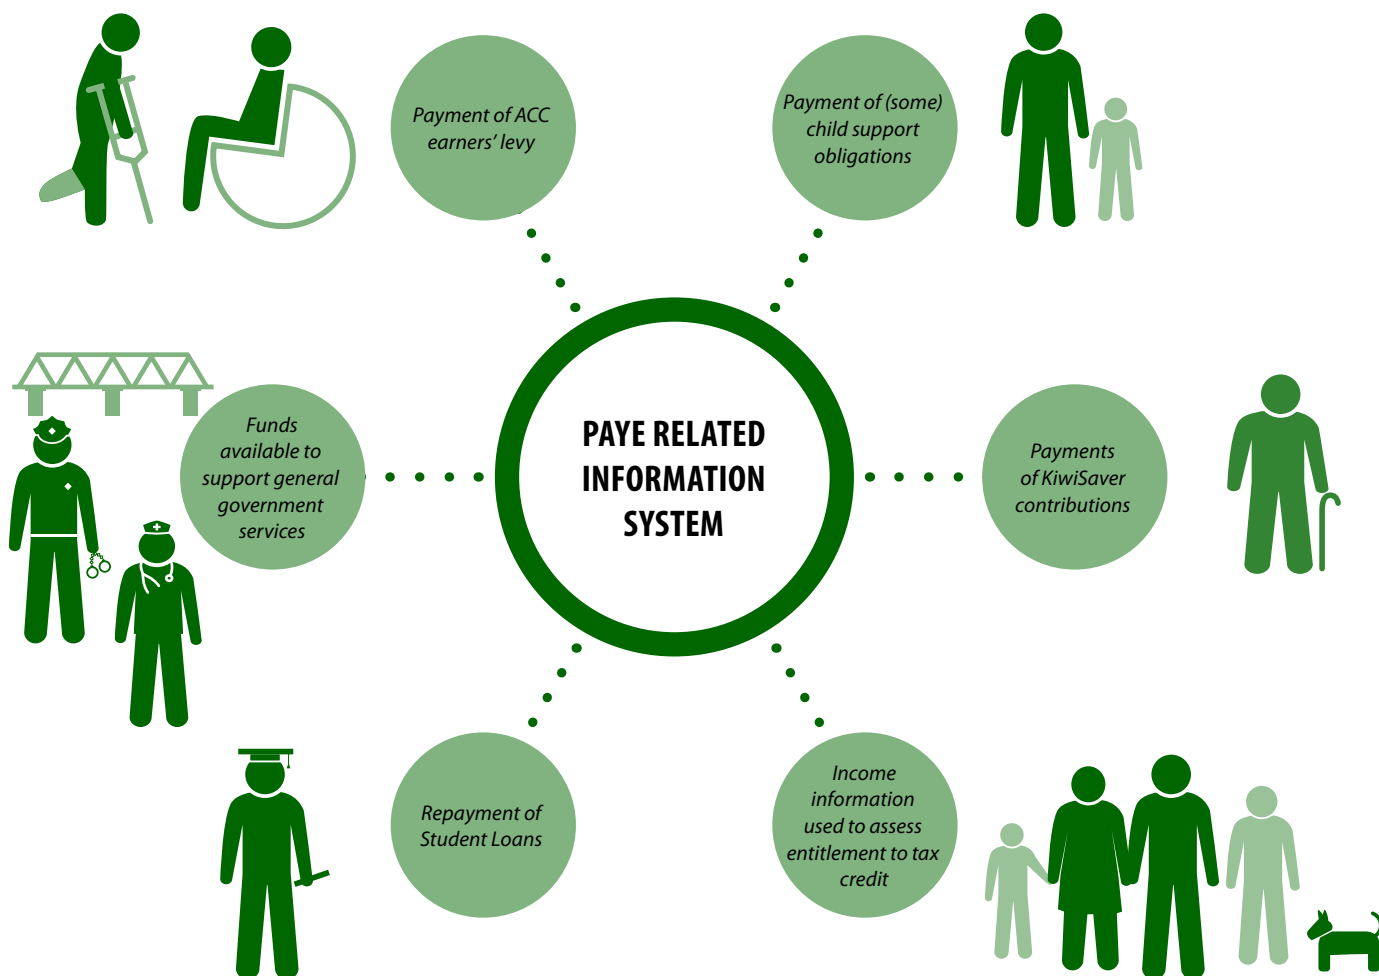 Payment of ACC
earners’ levy
Payment of (some)
child support
obligations
Funds
available to
support general
government
services
PAYE RELATED
INFORMATION
SYSTEM
Payments
of KiwiSaver
contributions
Repayment of
Student Loans
Income
information
used to assess
entitlement to tax
credit